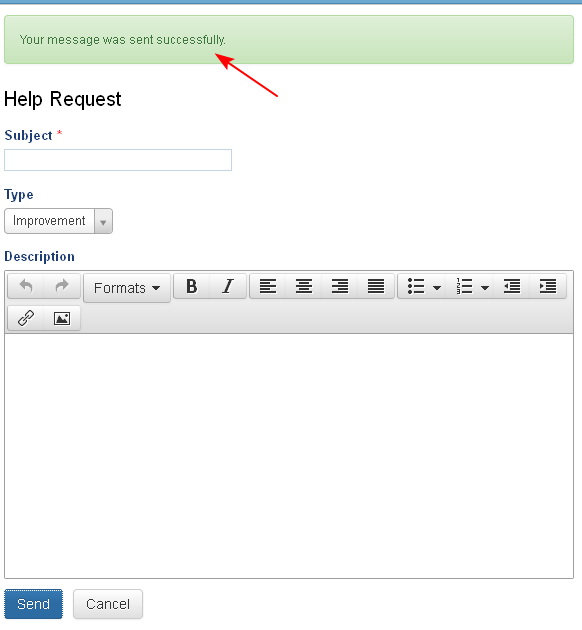 Your message was sent successfully.
Help Request
Subject *
Type
Improvement
Description
Formats B I
Send Cancel